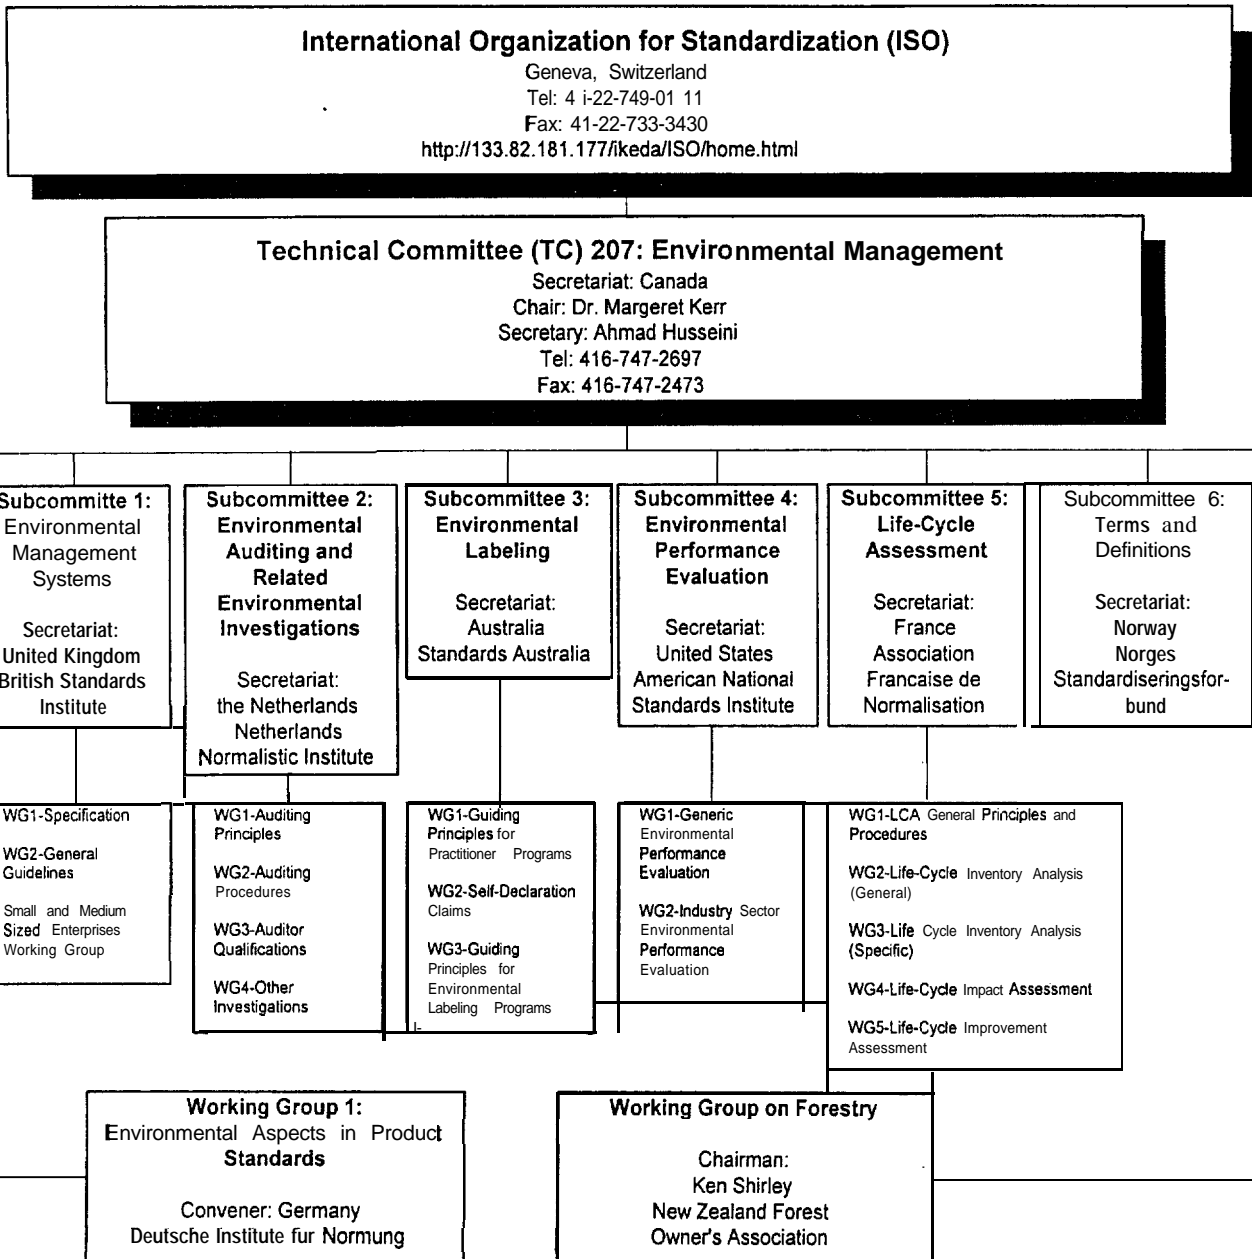 International Organization for Standardization (ISO)
Geneva, Switzerland
Tel: 4 i-22-749-01 11
Fax: 41-22-733-3430
http://133.82.181.177/ikeda/ISO/home.html
Technical Committee (TC) 207: Environmental Management
Secretariat: Canada
Chair: Dr. Margeret Kerr
Secretary: Ahmad Husseini
Tel: 416-747-2697
Fax: 416-747-2473
Subcommitte 1:
Environmental
Management
Systems
Secretariat:
United Kingdom
British Standards
Institute
Subcommittee 2:
Environmental
Auditing and
Related
Environmental
Investigations
Secretariat:
the Netherlands
Netherlands
Normalistic Institute
Subcommittee 3:
Environmental
Labeling
Secretariat:
Australia
Standards Australia
Subcommittee 4:
Environmental
Performance
Evaluation
Secretariat:
United States
American National
Standards Institute
Subcommittee 5:
Life-Cycle
Assessment
Secretariat:
France
Association
Francaise de
Normalisation
Subcommittee 6:
Terms and
Definitions
Secretariat:
Norway
Norges
Standardiseringsfor-
bund
WG1-Specification
WG2-General
Guidelines
Small and Medium
Sized Enterprises
Working Group
WG1-Auditing
Principles
WG2-Auditing
Procedures
WG3-Auditor
Qualifications
WG4-Other
Investigations
WG1-Guiding
Principles for
Practitioner Programs
WG2-Self-Declaration
Claims
WG3-Guiding
Principles for
Environmental
Labeling Programs
WG1-Generic
Environmental
Performance
Evaluation
WG2-Industry Sector
Environmental
Performance
Evaluation
WG1-LCA General Principles and
Procedures
WG2-Life-Cycle Inventory Analysis
(General)
WG3-Life Cycle Inventory Analysis
(Specific)
WG4-Life-Cycle Impact Assessment
WG5-Life-Cycle Improvement
Assessment
Working Group 1:
Environmental Aspects in Product
Standards
Convener: Germany
Deutsche Institute fur Normung
Working Group on Forestry
Chairman:
Ken Shirley
New Zealand Forest
Owner's Association